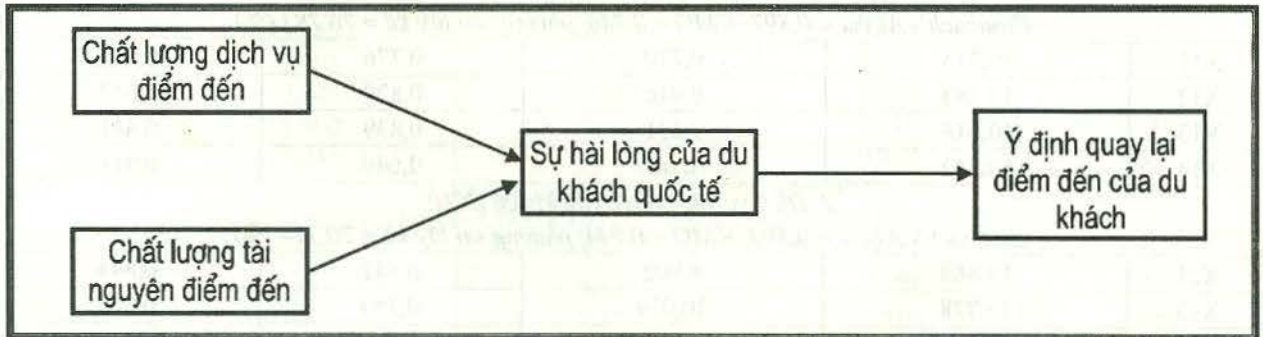 Chất lượng dịch vụ
điểm đến
Sự hài lòng của du
khách quốc tế
Ý định quay lại
điểm đến của du
khách
Chất lượng tài
nguyên điểm đến